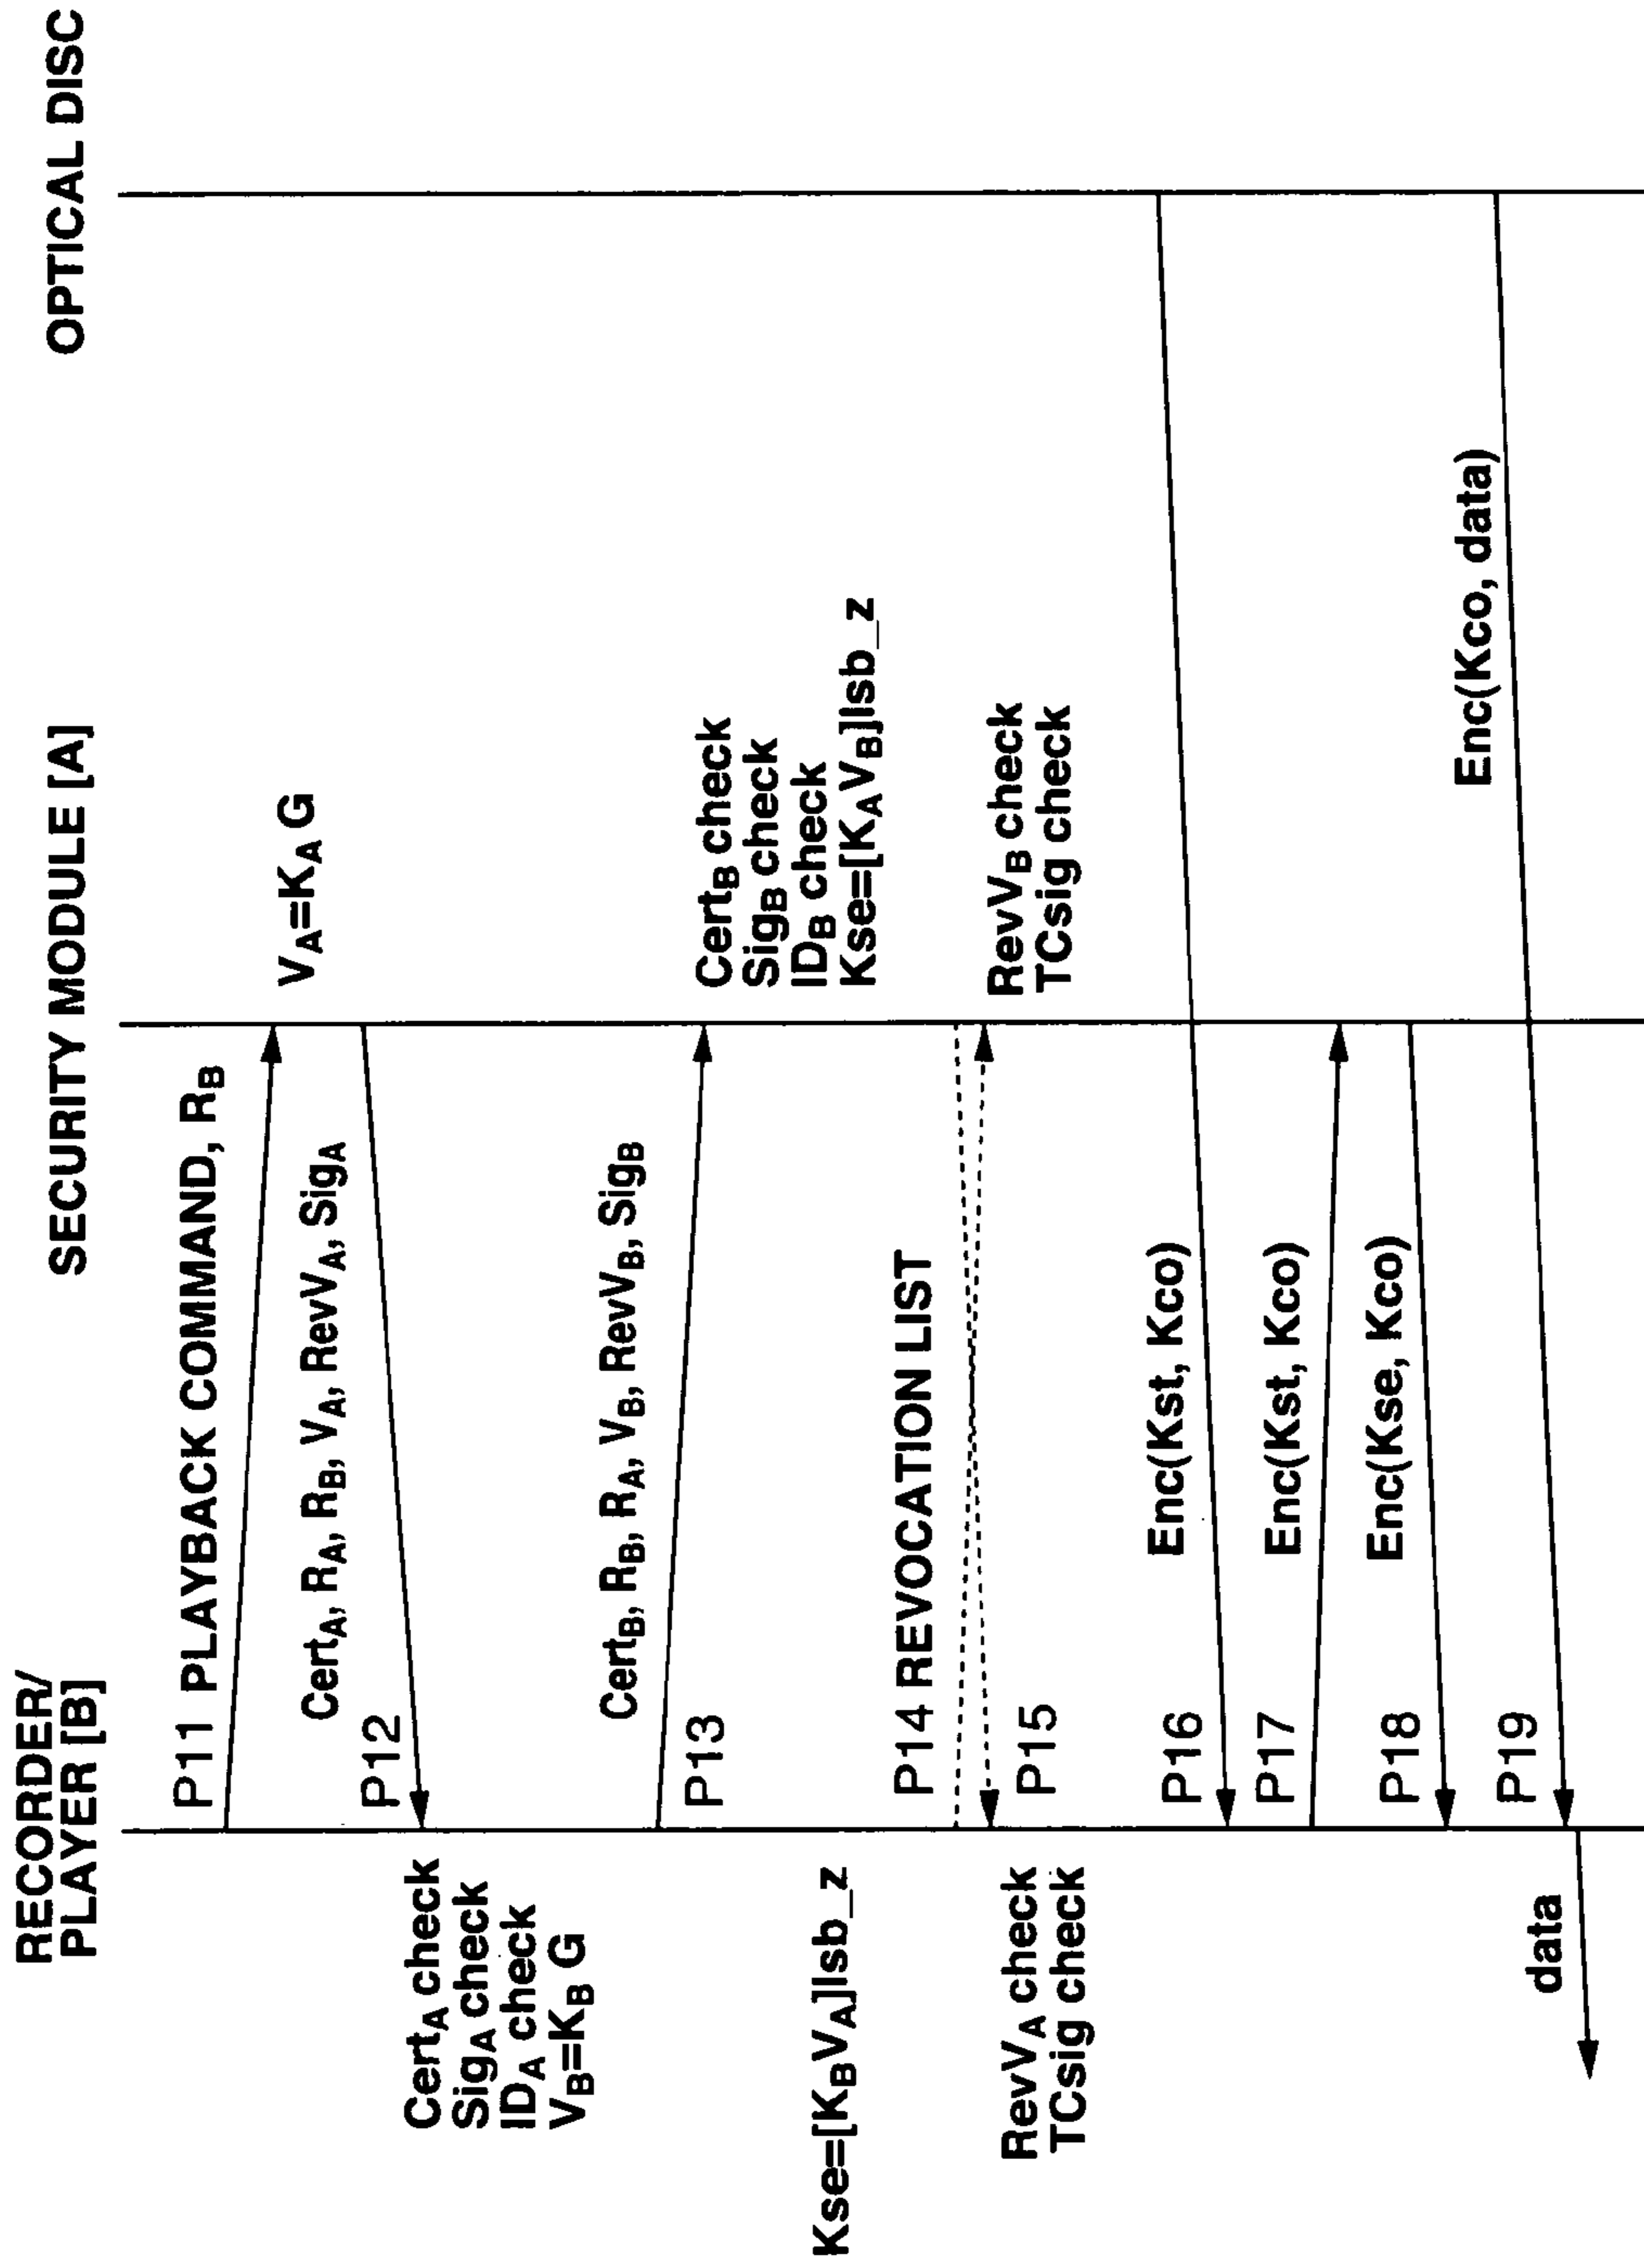 RECORDER/
PLAYER [B]
SECURITY MODULE [A]
OPTICAL DISC
P11 PLAYBACK COMMAND, RB
VA=KA G
CertA, RA, RB, VA, RevVA, SigA
P12
CertA check
SigA check
IDA check
VB=KB G
CertB, RB, RA, VB, RevVB, SigB
P13
CertB check
SigB check
IDB check
Kse=[KAVB]lsb_z
Kse=[KBVA]lsb_z
P14 REVOCATION LIST
P15
RevVB check
TCsig check
RevVA check
TCsig check
Enc(Kst, Kco)
P16
Enc(Kst, Kco)
P17
Enc(Kse, Kco)
P18
Enc(Kco, data)
P19
data